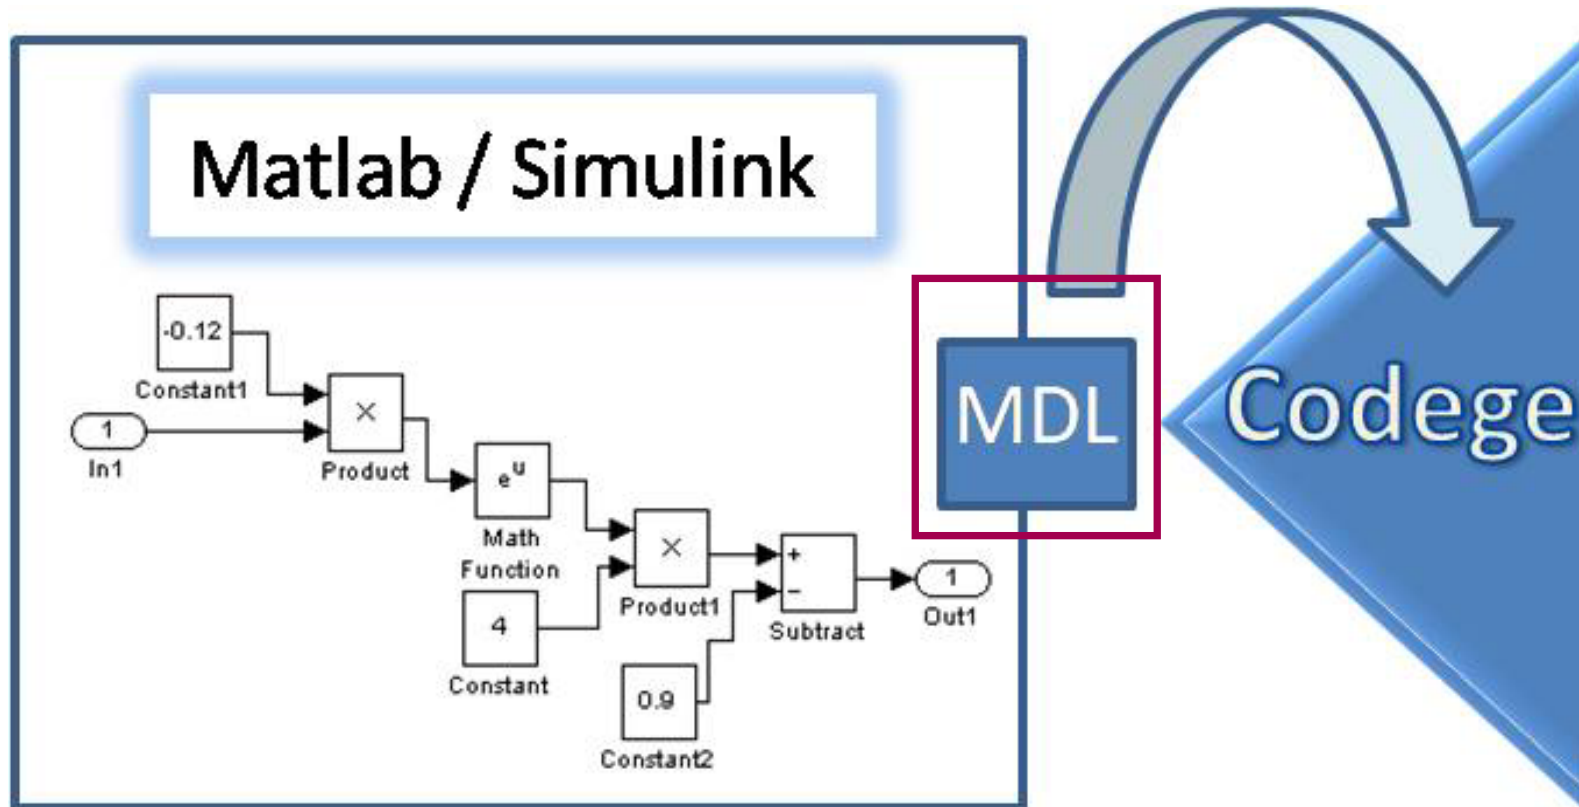 Matlab / Simulink
-0.12
Constant1
1
In1
×
Product
e^u
Math
Function
4
Constant
×
Product1
0.9
Constant2
+
−
Subtract
1
Out1
MDL
Codege